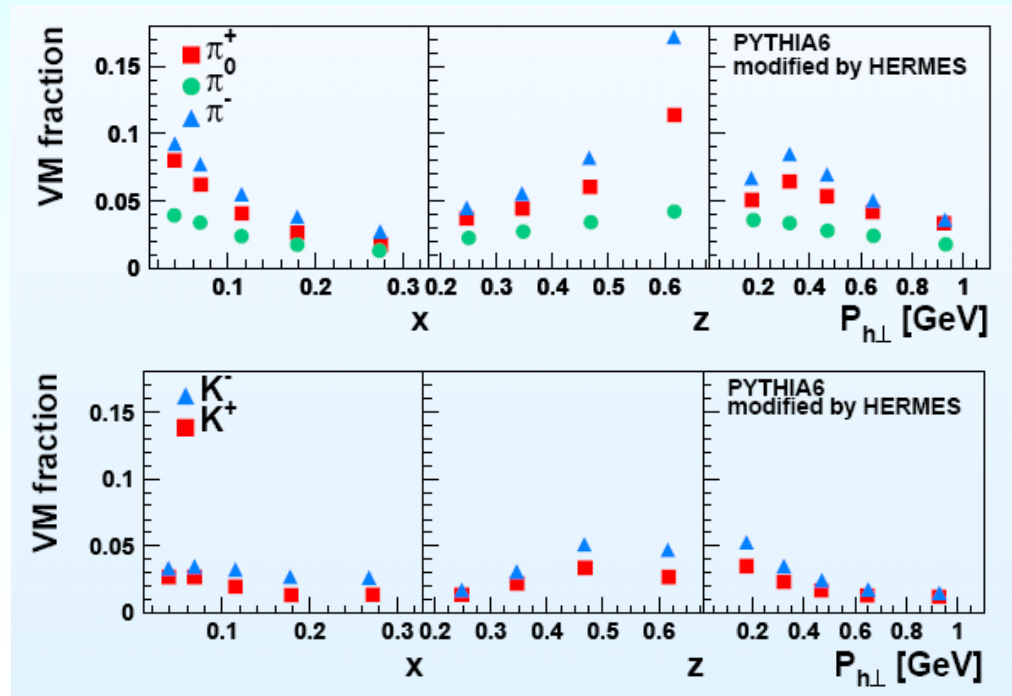 VM fraction
0.15
0.1
0.05
0
π+
π0
π-
PYTHIA6
modified by HERMES
0.1 0.2 0.3 0.2 0.3 0.4 0.5 0.6 0.2 0.4 0.6 0.8 1
x z Ph⊥ [GeV]
VM fraction
0.15
0.1
0.05
0
K-
K+
PYTHIA6
modified by HERMES
0.1 0.2 0.3 0.2 0.3 0.4 0.5 0.6 0.2 0.4 0.6 0.8 1
x z Ph⊥ [GeV]